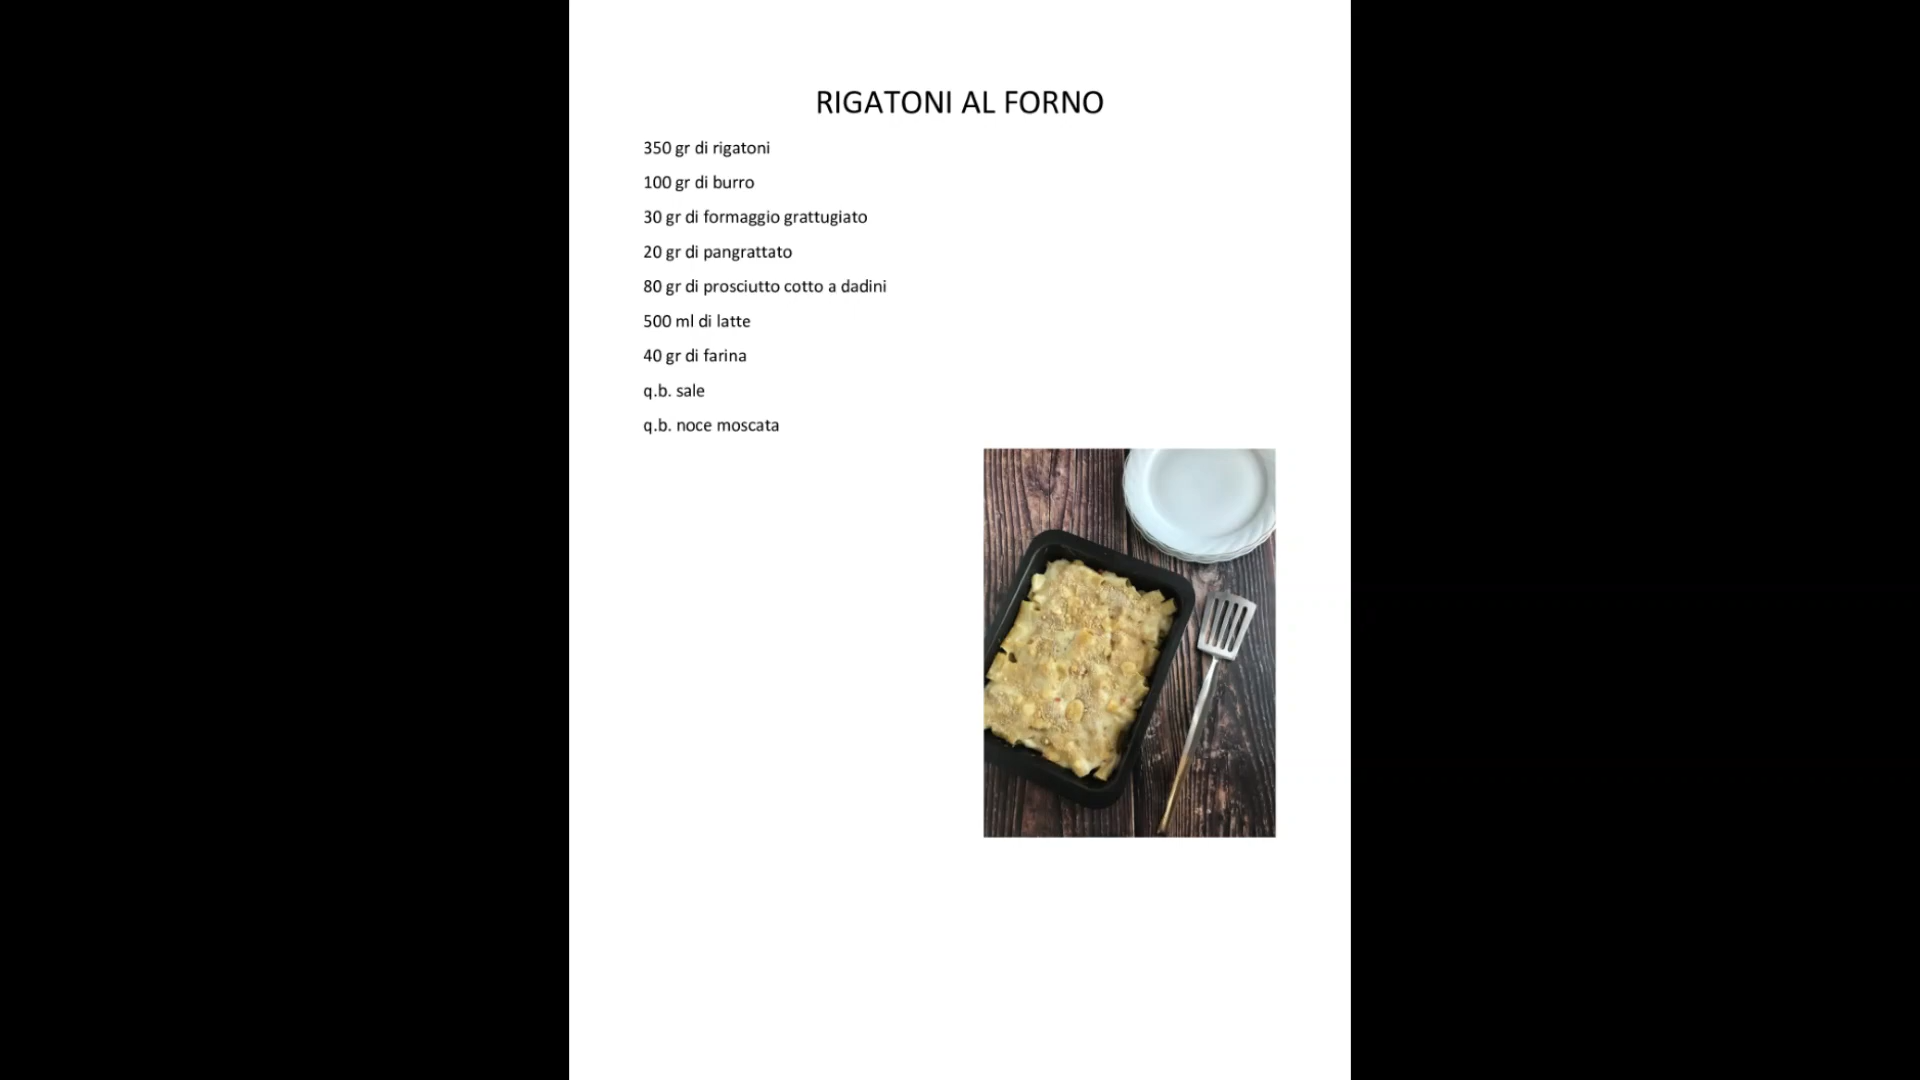 RIGATONI AL FORNO
350 gr di rigatoni
100 gr di burro
30 gr di formaggio grattugiato
20 gr di pangrattato
80 gr di prosciutto cotto a dadini
500 ml di latte
40 gr di farina
q.b. sale
q.b. noce moscata